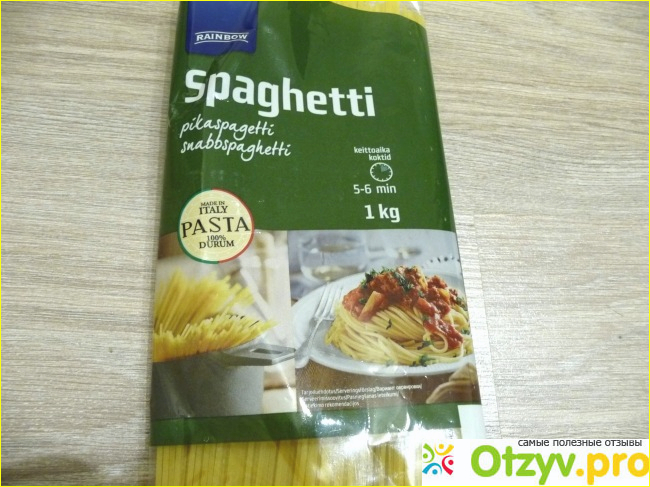 RAINBOW
spaghetti
pikaspagetti
snabbspaghetti
keittoaika
koktid
5-6 min
1 kg
MADE IN
ITALY
PASTA
100%
DURUM
самые полезные отзывы
Otzyv.pro